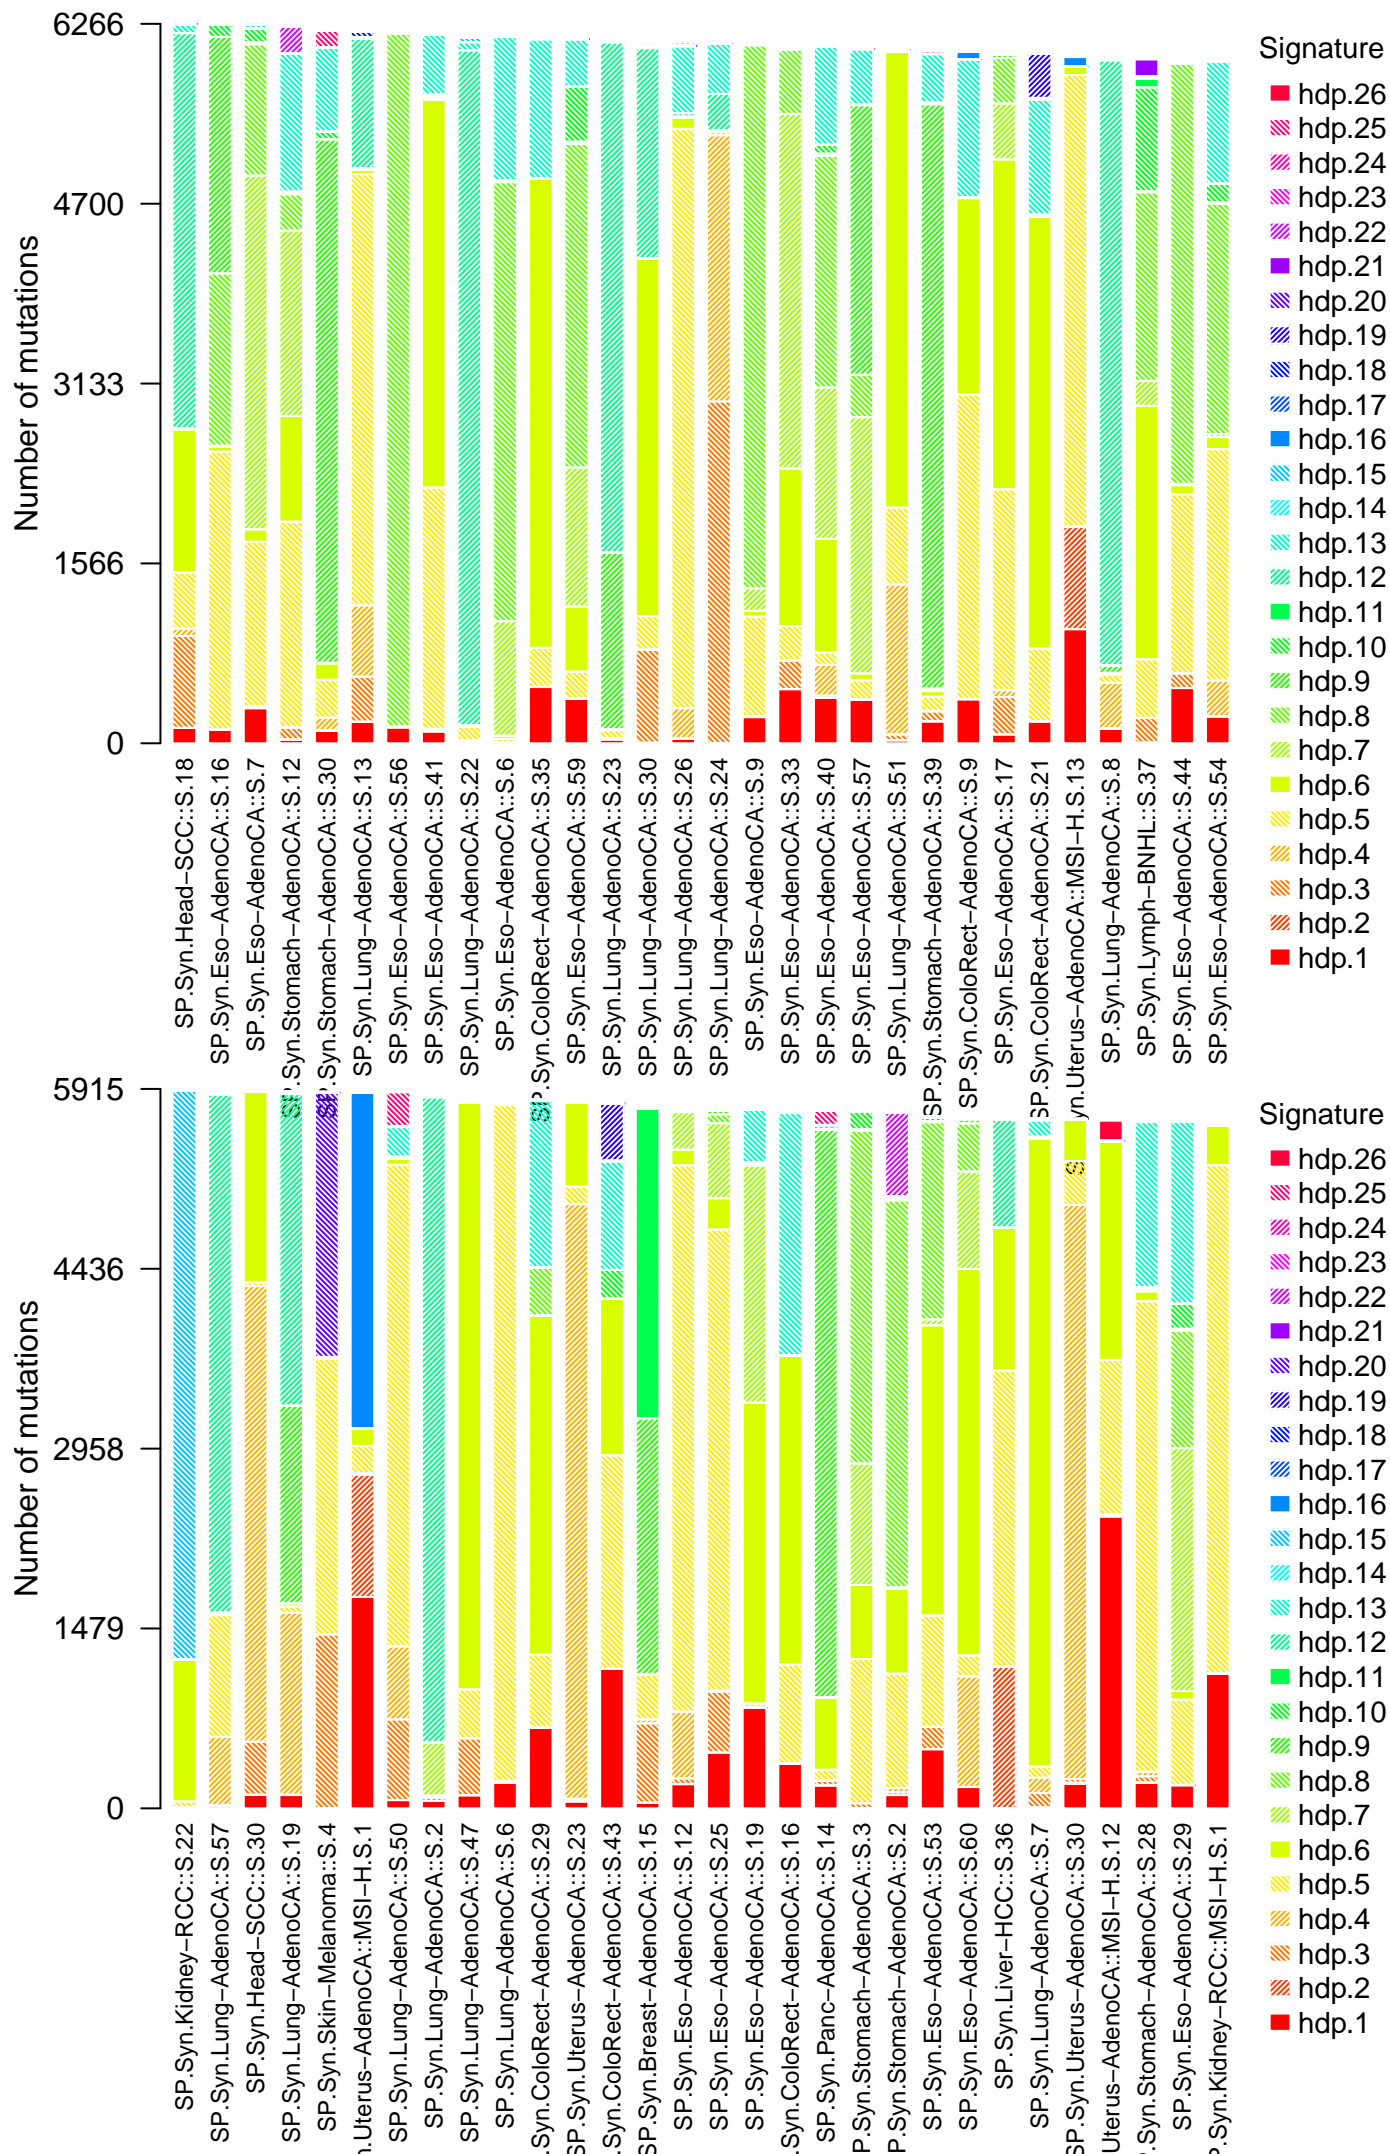 Number of mutations
6266
4700
3133
1566
0
SP.Syn.Head−SCC::S.18
SP.Syn.Eso−AdenoCA::S.16
SP.Syn.Eso−AdenoCA::S.7
SP.Syn.Stomach−AdenoCA::S.12
SP.Syn.Stomach−AdenoCA::S.30
SP.Syn.Lung−AdenoCA::S.13
SP.Syn.Eso−AdenoCA::S.56
SP.Syn.Eso−AdenoCA::S.41
SP.Syn.Lung−AdenoCA::S.22
SP.Syn.Eso−AdenoCA::S.6
SP.Syn.ColoRect−AdenoCA::S.35
SP.Syn.Eso−AdenoCA::S.59
SP.Syn.Lung−AdenoCA::S.23
SP.Syn.Lung−AdenoCA::S.30
SP.Syn.Lung−AdenoCA::S.26
SP.Syn.Lung−AdenoCA::S.24
SP.Syn.Eso−AdenoCA::S.9
SP.Syn.Eso−AdenoCA::S.33
SP.Syn.Eso−AdenoCA::S.40
SP.Syn.Eso−AdenoCA::S.57
SP.Syn.Lung−AdenoCA::S.51
SP.Syn.Stomach−AdenoCA::S.39
SP.Syn.ColoRect−AdenoCA::S.9
SP.Syn.Eso−AdenoCA::S.17
SP.Syn.ColoRect−AdenoCA::S.21
yn.Uterus−AdenoCA::MSI−H.S.13
SP.Syn.Lung−AdenoCA::S.8
SP.Syn.Lymph−BNHL::S.37
SP.Syn.Eso−AdenoCA::S.44
SP.Syn.Eso−AdenoCA::S.54
Signature
hdp.26
hdp.25
hdp.24
hdp.23
hdp.22
hdp.21
hdp.20
hdp.19
hdp.18
hdp.17
hdp.16
hdp.15
hdp.14
hdp.13
hdp.12
hdp.11
hdp.10
hdp.9
hdp.8
hdp.7
hdp.6
hdp.5
hdp.4
hdp.3
hdp.2
hdp.1
Number of mutations
5915
4436
2958
1479
0
SP.Syn.Kidney−RCC::S.22
SP.Syn.Lung−AdenoCA::S.57
SP.Syn.Head−SCC::S.30
SP.Syn.Lung−AdenoCA::S.19
SP.Syn.Skin−Melanoma::S.4
n.Uterus−AdenoCA::MSI−H.S.1
SP.Syn.Lung−AdenoCA::S.50
SP.Syn.Lung−AdenoCA::S.2
SP.Syn.Lung−AdenoCA::S.47
SP.Syn.Lung−AdenoCA::S.6
.Syn.ColoRect−AdenoCA::S.29
SP.Syn.Uterus−AdenoCA::S.23
.Syn.ColoRect−AdenoCA::S.43
SP.Syn.Breast−AdenoCA::S.15
SP.Syn.Eso−AdenoCA::S.12
SP.Syn.Eso−AdenoCA::S.25
SP.Syn.Eso−AdenoCA::S.19
.Syn.ColoRect−AdenoCA::S.16
SP.Syn.Panc−AdenoCA::S.14
P.Syn.Stomach−AdenoCA::S.3
P.Syn.Stomach−AdenoCA::S.2
SP.Syn.Eso−AdenoCA::S.53
SP.Syn.Eso−AdenoCA::S.60
SP.Syn.Liver−HCC::S.36
SP.Syn.Lung−AdenoCA::S.7
SP.Syn.Uterus−AdenoCA::S.30
Uterus−AdenoCA::MSI−H.S.12
P.Syn.Stomach−AdenoCA::S.28
SP.Syn.Eso−AdenoCA::S.29
SP.Syn.Kidney−RCC::MSI−H.S.1
Signature
hdp.26
hdp.25
hdp.24
hdp.23
hdp.22
hdp.21
hdp.20
hdp.19
hdp.18
hdp.17
hdp.16
hdp.15
hdp.14
hdp.13
hdp.12
hdp.11
hdp.10
hdp.9
hdp.8
hdp.7
hdp.6
hdp.5
hdp.4
hdp.3
hdp.2
hdp.1